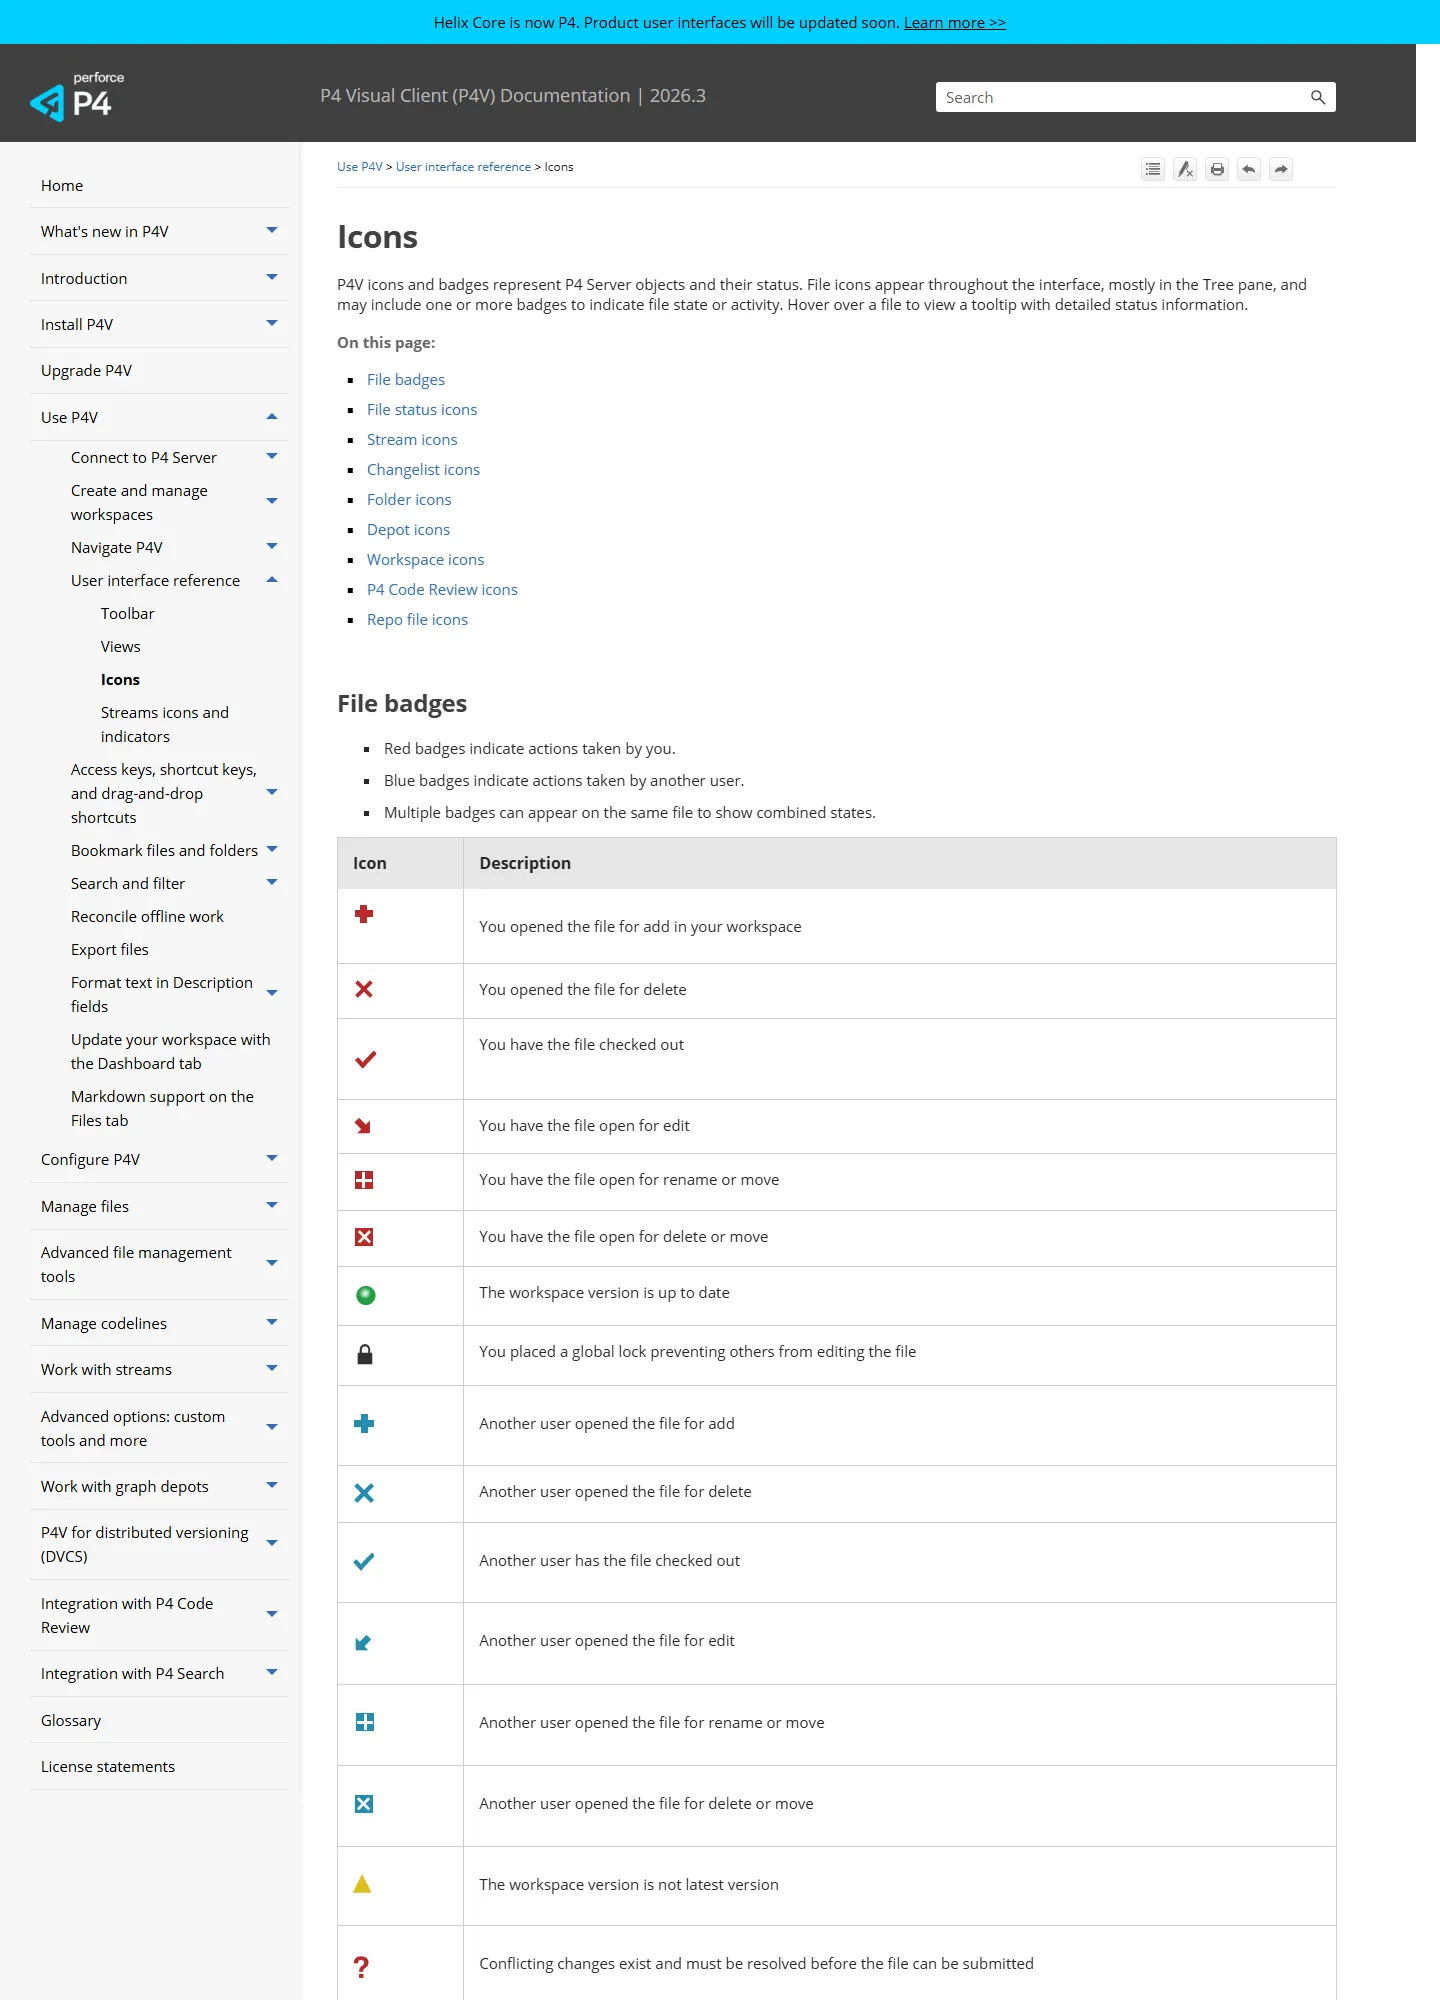 Helix Core is now P4. Product user interfaces will be updated soon. Learn more >>
perforce
P4
P4 Visual Client (P4V) Documentation | 2026.3
Search
Home
What's new in P4V
Introduction
Install P4V
Upgrade P4V
Use P4V
Connect to P4 Server
Create and manage
workspaces
Navigate P4V
User interface reference
Toolbar
Views
Icons
Streams icons and
indicators
Access keys, shortcut keys,
and drag-and-drop
shortcuts
Bookmark files and folders
Search and filter
Reconcile offline work
Export files
Format text in Description
fields
Update your workspace with
the Dashboard tab
Markdown support on the
Files tab
Configure P4V
Manage files
Advanced file management
tools
Manage codelines
Work with streams
Advanced options: custom
tools and more
Work with graph depots
P4V for distributed versioning
(DVCS)
Integration with P4 Code
Review
Integration with P4 Search
Glossary
License statements
Use P4V > User interface reference > Icons
Icons
P4V icons and badges represent P4 Server objects and their status. File icons appear throughout the interface, mostly in the Tree pane, and
may include one or more badges to indicate file state or activity. Hover over a file to view a tooltip with detailed status information.
On this page:
File badges
File status icons
Stream icons
Changelist icons
Folder icons
Depot icons
Workspace icons
P4 Code Review icons
Repo file icons
File badges
Red badges indicate actions taken by you.
Blue badges indicate actions taken by another user.
Multiple badges can appear on the same file to show combined states.
Icon Description
You opened the file for add in your workspace
You opened the file for delete
You have the file checked out
You have the file open for edit
You have the file open for rename or move
You have the file open for delete or move
The workspace version is up to date
You placed a global lock preventing others from editing the file
Another user opened the file for add
Another user opened the file for delete
Another user has the file checked out
Another user opened the file for edit
Another user opened the file for rename or move
Another user opened the file for delete or move
The workspace version is not latest version
? Conflicting changes exist and must be resolved before the file can be submitted